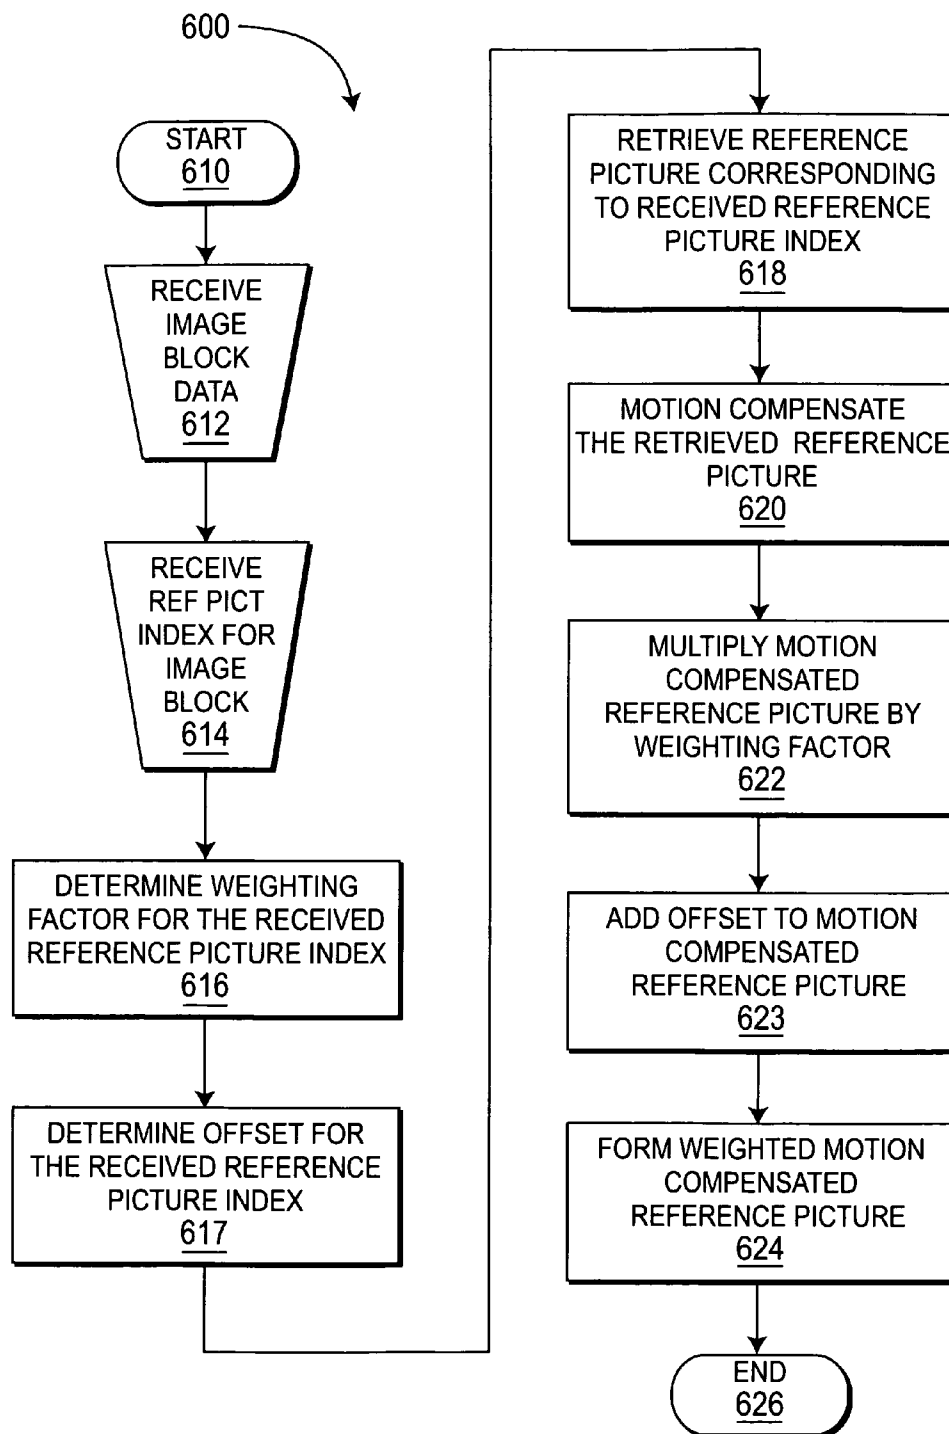 600
START
610
RECEIVE
IMAGE
BLOCK
DATA
612
RECEIVE
REF PICT
INDEX FOR
IMAGE
BLOCK
614
DETERMINE WEIGHTING
FACTOR FOR THE RECEIVED
REFERENCE PICTURE INDEX
616
DETERMINE OFFSET FOR
THE RECEIVED REFERENCE
PICTURE INDEX
617
RETRIEVE REFERENCE
PICTURE CORRESPONDING
TO RECEIVED REFERENCE
PICTURE INDEX
618
MOTION COMPENSATE
THE RETRIEVED REFERENCE
PICTURE
620
MULTIPLY MOTION
COMPENSATED
REFERENCE PICTURE BY
WEIGHTING FACTOR
622
ADD OFFSET TO MOTION
COMPENSATED
REFERENCE PICTURE
623
FORM WEIGHTED MOTION
COMPENSATED
REFERENCE PICTURE
624
END
626